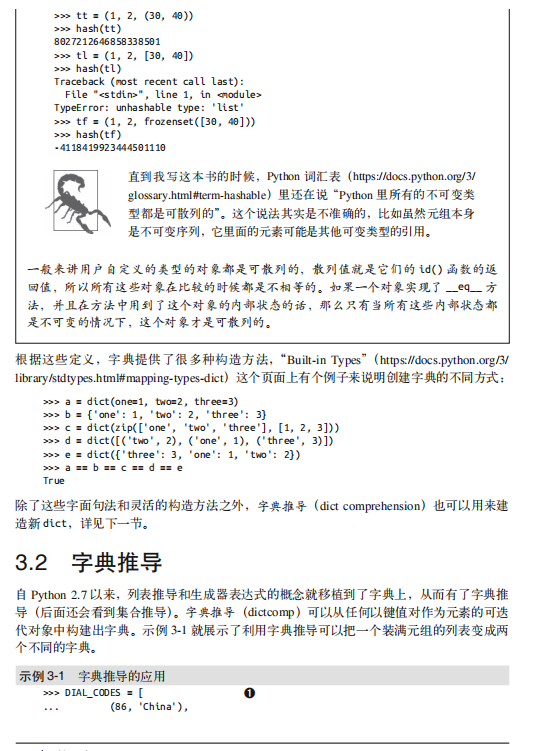 >>> tt = (1, 2, (30, 40))
>>> hash(tt)
8027212646858338501
>>> tl = (1, 2, [30, 40])
>>> hash(tl)
Traceback (most recent call last):
  File "<stdin>", line 1, in <module>
TypeError: unhashable type: 'list'
>>> tf = (1, 2, frozenset([30, 40]))
>>> hash(tf)
-4118419923444501110
直到我写这本书的时候，Python 词汇表（https://docs.python.org/3/
glossary.html#term-hashable）里还在说“Python 里所有的不可变类
型都是可散列的”。这个说法其实是不准确的，比如虽然元组本身
是不可变序列，它里面的元素可能是其他可变类型的引用。
一般来讲用户自定义的类型的对象都是可散列的，散列值就是它们的 id() 函数的返
回值，所以所有这些对象在比较的时候都是不相等的。如果一个对象实现了 __eq__ 方
法，并且在方法中用到了这个对象的内部状态的话，那么只有当所有这些内部状态都
是不可变的情况下，这个对象才是可散列的。
根据这些定义，字典提供了很多种构造方法，“Built-in Types”（https://docs.python.org/3/
library/stdtypes.html#mapping-types-dict）这个页面上有个例子来说明创建字典的不同方式：
>>> a = dict(one=1, two=2, three=3)
>>> b = {'one': 1, 'two': 2, 'three': 3}
>>> c = dict(zip(['one', 'two', 'three'], [1, 2, 3]))
>>> d = dict([('two', 2), ('one', 1), ('three', 3)])
>>> e = dict({'three': 3, 'one': 1, 'two': 2})
>>> a == b == c == d == e
True
除了这些字面句法和灵活的构造方法之外，字典推导（dict comprehension）也可以用来建
造新 dict，详见下一节。
3.2 字典推导
自 Python 2.7 以来，列表推导和生成器表达式的概念就移植到了字典上，从而有了字典推
导（后面还会看到集合推导）。字典推导（dictcomp）可以从任何以键值对作为元素的可迭
代对象中构建出字典。示例 3-1 就展示了利用字典推导可以把一个装满元组的列表变成两
个不同的字典。
示例 3-1 字典推导的应用
>>> DIAL_CODES = [ ❶
... (86, 'China'),